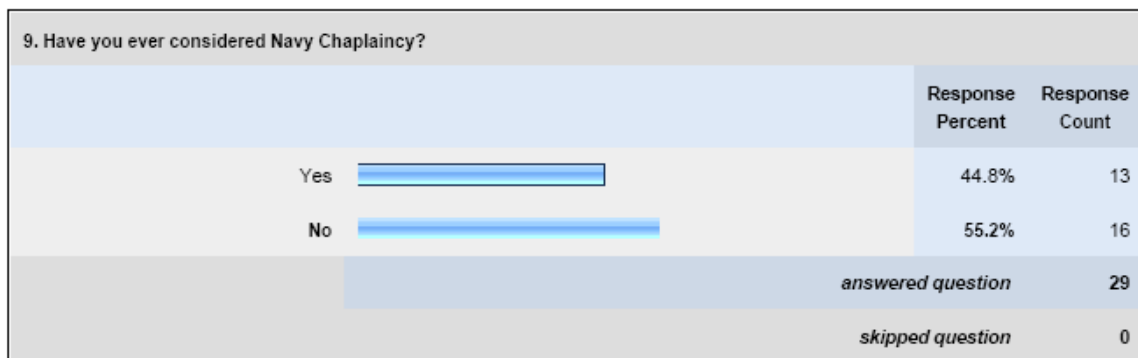 9. Have you ever considered Navy Chaplaincy?
Response Percent Response Count
Yes 44.8% 13
No 55.2% 16
answered question 29
skipped question 0